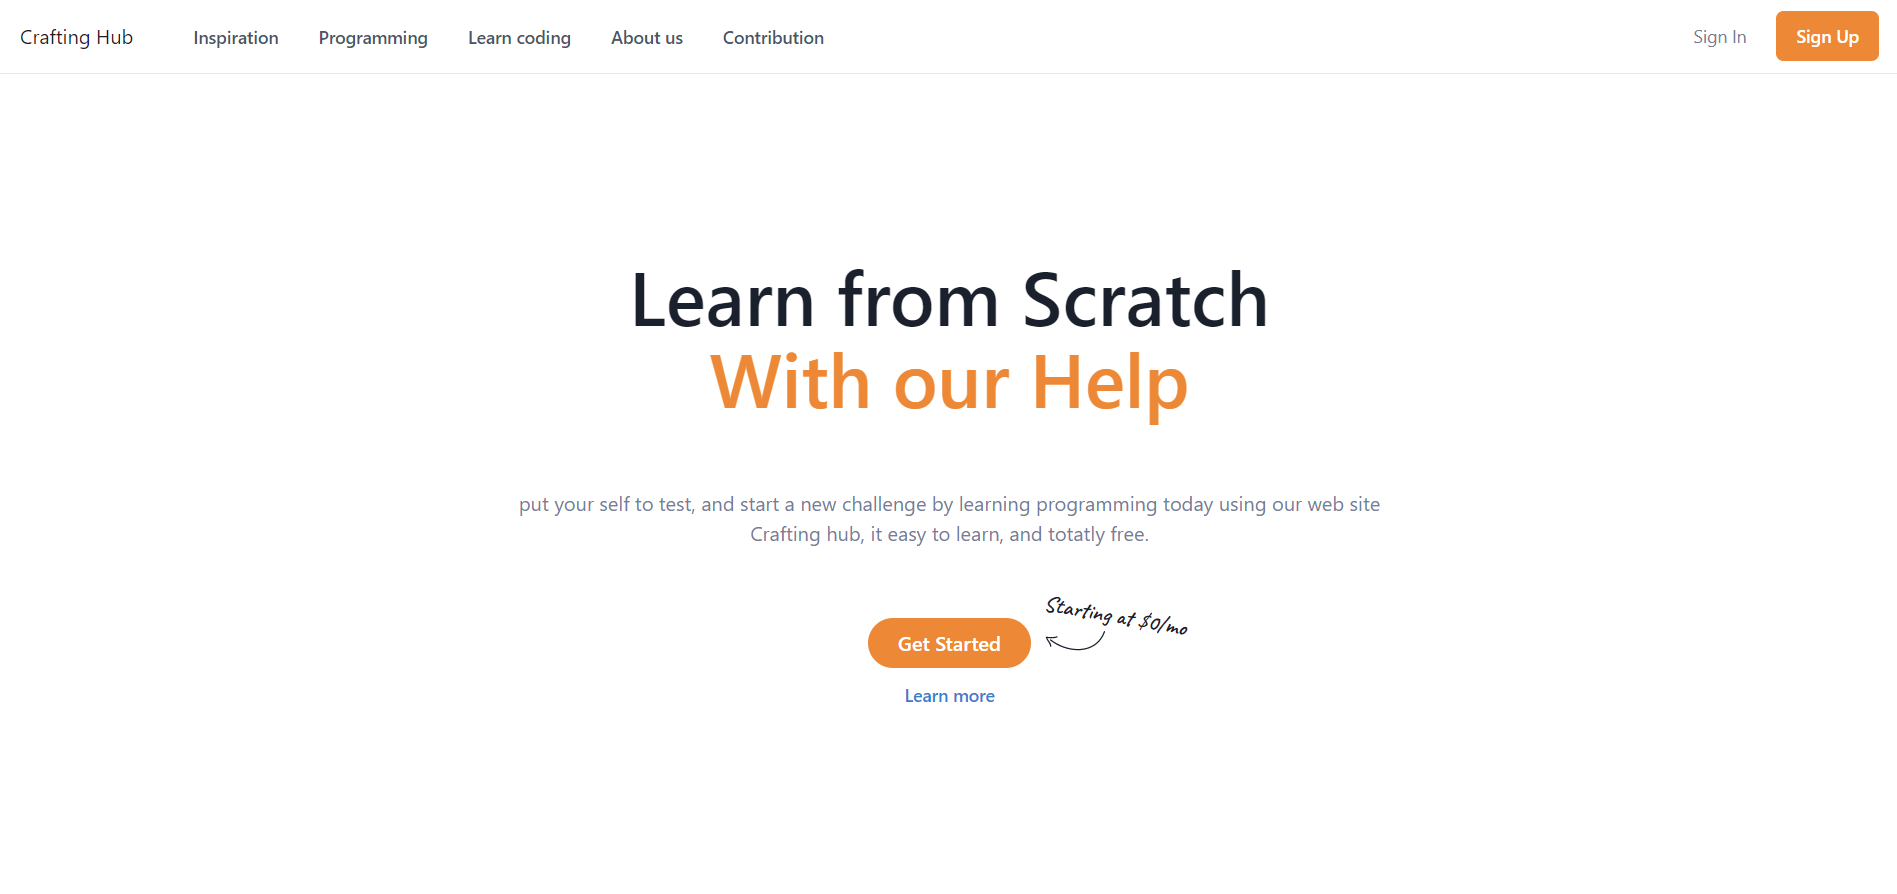 Crafting Hub
Inspiration
Programming
Learn coding
About us
Contribution
Sign In
Sign Up
Learn from Scratch
With our Help
put your self to test, and start a new challenge by learning programming today using our web site
Crafting hub, it easy to learn, and totatly free.
Starting at $0/mo
Get Started
Learn more